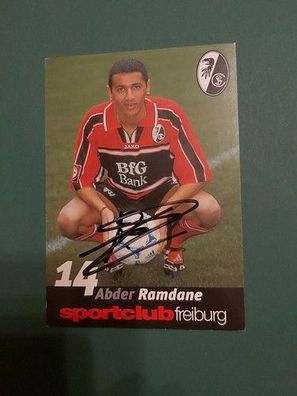 JAKO
BfG
Bank
14
Abder Ramdane
sportclub freiburg